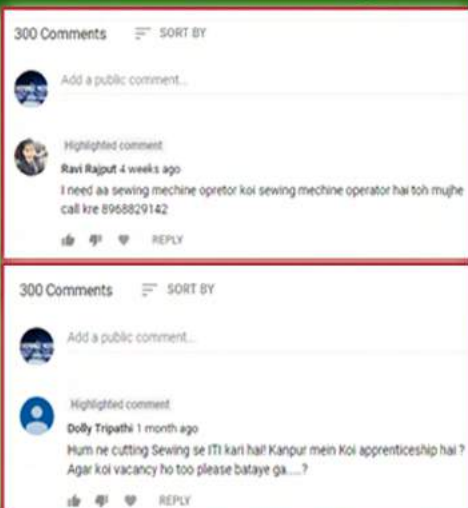 300 Comments SORT BY
Add a public comment...
Highlighted comment
Ravi Rajput 4 weeks ago
I need aa sewing mechine opretor koi sewing mechine operator hai toh mujhe
call kre 8968829142
REPLY
300 Comments SORT BY
Add a public comment...
Highlighted comment
Dolly Tripathi 1 month ago
Hum ne cutting Sewing se ITI kari hai! Kanpur mein Koi apprenticeship hai ?
Agar koi vacancy ho too please bataye ga.....?
REPLY